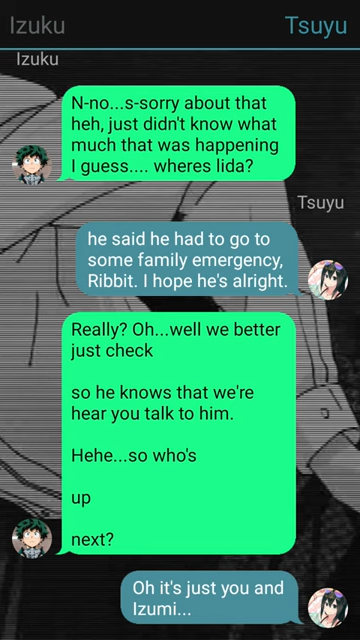 Izuku Tsuyu
Izuku
N-no...s-sorry about that
heh, just didn't know what
much that was happening
I guess.... wheres Iida?
Tsuyu
he said he had to go to
some family emergency,
Ribbit. I hope he's alright.
Really? Oh...well we better
just check
so he knows that we're
hear you talk to him.
Hehe...so who's
up
next?
Oh it's just you and
Izumi...